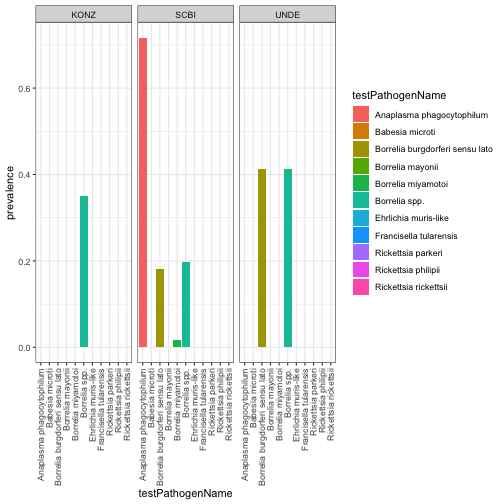 KONZ
SCBI
UNDE
prevalence
0.6
0.4
0.2
0.0
Anaplasma phagocytophilum
Babesia microti
Borrelia burgdorferi sensu lato
Borrelia mayonii
Borrelia miyamotoi
Borrelia spp.
Ehrlichia muris-like
Francisella tularensis
Rickettsia parkeri
Rickettsia philipii
Rickettsia rickettsii
Anaplasma phagocytophilum
Babesia microti
Borrelia burgdorferi sensu lato
Borrelia mayonii
Borrelia miyamotoi
Borrelia spp.
Ehrlichia muris-like
Francisella tularensis
Rickettsia parkeri
Rickettsia philipii
Rickettsia rickettsii
Anaplasma phagocytophilum
Babesia microti
Borrelia burgdorferi sensu lato
Borrelia mayonii
Borrelia miyamotoi
Borrelia spp.
Ehrlichia muris-like
Francisella tularensis
Rickettsia parkeri
Rickettsia philipii
Rickettsia rickettsii
testPathogenName
testPathogenName
Anaplasma phagocytophilum
Babesia microti
Borrelia burgdorferi sensu lato
Borrelia mayonii
Borrelia miyamotoi
Borrelia spp.
Ehrlichia muris-like
Francisella tularensis
Rickettsia parkeri
Rickettsia philipii
Rickettsia rickettsii